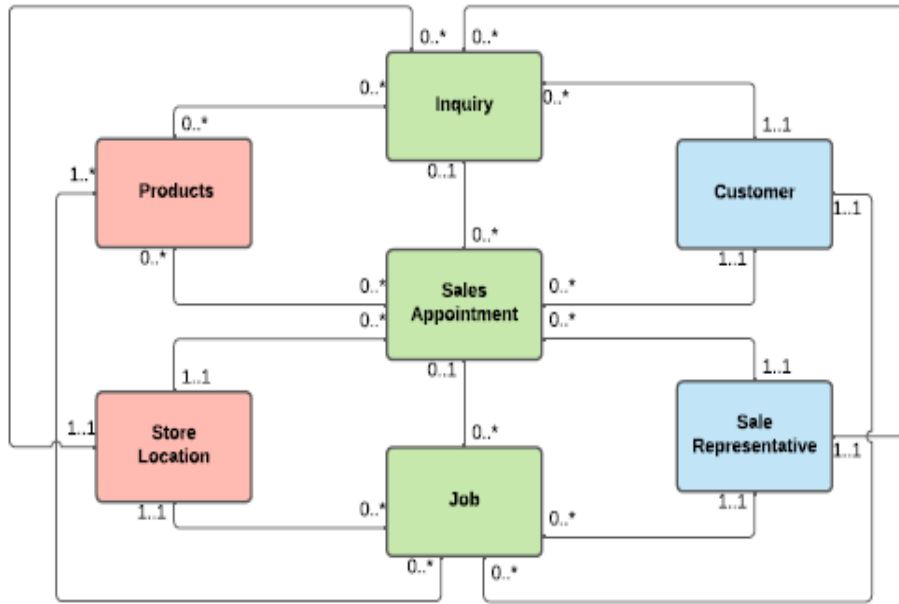 0..* 0..*
0..* Inquiry 0..*
0..* 1..1
1..* 0..1 
Products Customer
1..1
0..* 0..* 1..1
0..* Sales Appointment 0..*
0..* 0..*
1..1 0..1 1..1
1..1 Store Location Sale Representative 1..1
0..*
1..1 1..1
0..* Job 0..*
0..* 0..*